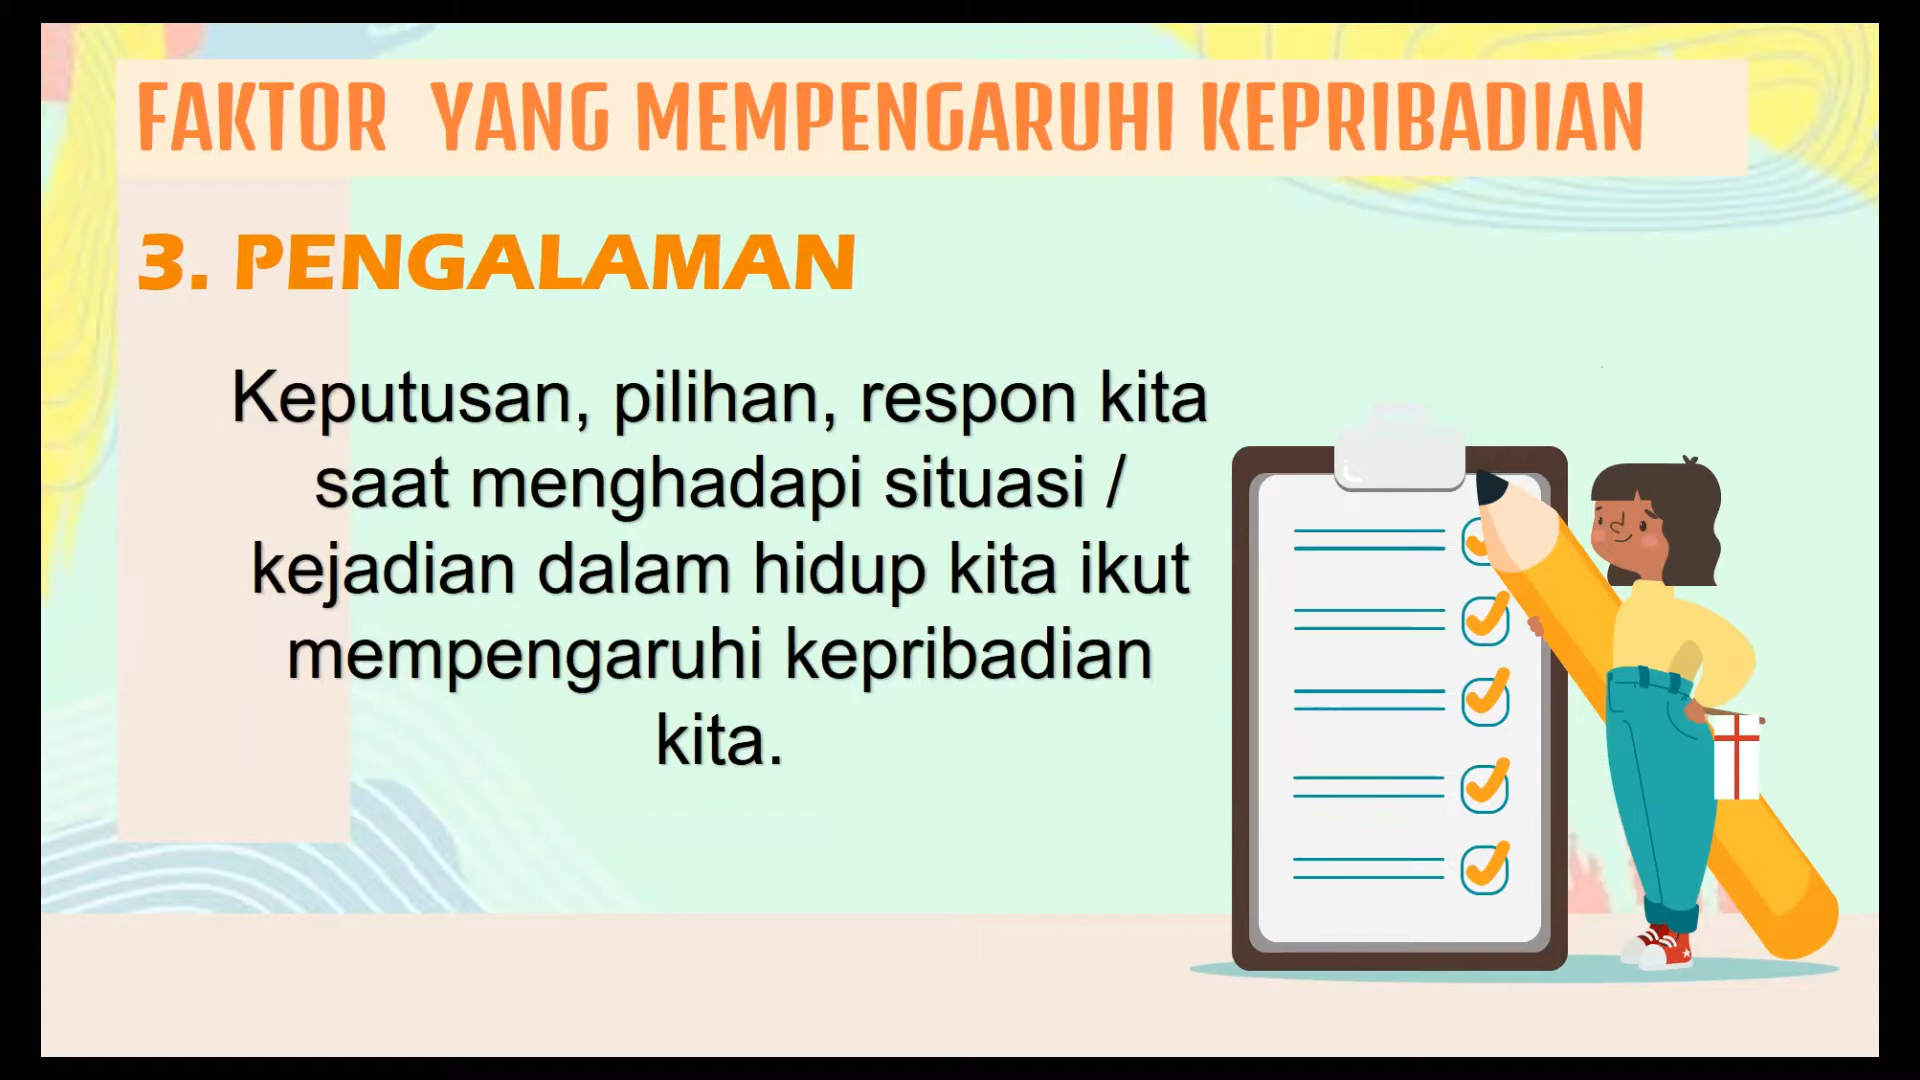 FAKTOR YANG MEMPENGARUHI KEPRIBADIAN
3. PENGALAMAN
Keputusan, pilihan, respon kita
saat menghadapi situasi /
kejadian dalam hidup kita ikut
mempengaruhi kepribadian
kita.